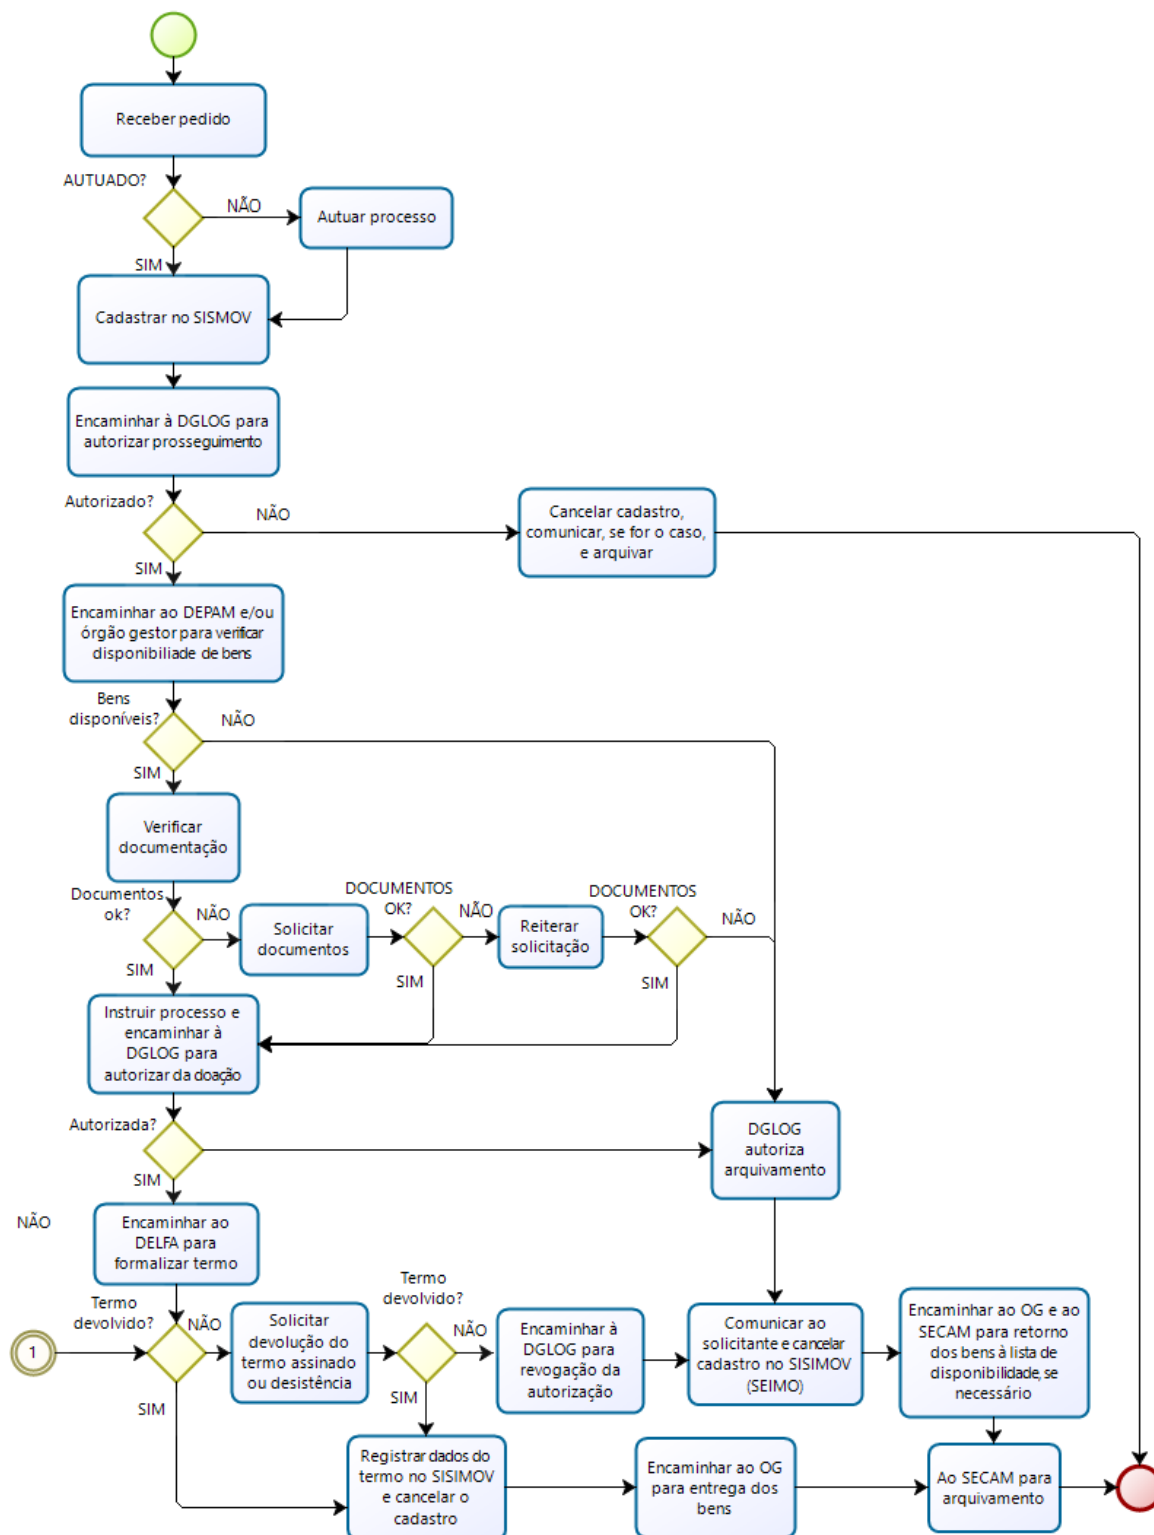 Receber pedido
AUTUADO?
NÃO
Autuar processo
SIM
Cadastrar no SISMOV
Encaminhar à DGLOG para
autorizar prosseguimento
Autorizado?
NÃO
Cancelar cadastro,
comunicar, se for o caso,
e arquivar
SIM
Encaminhar ao DEPAM e/ou
órgão gestor para verificar
disponibiliade de bens
Bens
disponíveis?
NÃO
SIM
Verificar
documentação
Documentos
ok?
NÃO
Solicitar
documentos
DOCUMENTOS
OK?
NÃO
Reiterar
solicitação
DOCUMENTOS
OK?
NÃO
SIM
SIM
SIM
Instruir processo e
encaminhar à
DGLOG para
autorizar da doação
Autorizada?
DGLOG
autoriza
arquivamento
SIM
NÃO
Encaminhar ao
DELFA para
formalizar termo
Termo
devolvido?
1
NÃO
Solicitar
devolução do
termo assinado
ou desistência
Termo
devolvido?
NÃO
Encaminhar à
DGLOG para
revogação da
autorização
Comunicar ao
solicitante e cancelar
cadastro no SISIMOV
(SEIMO)
Encaminhar ao OG e ao
SECAM para retorno
dos bens à lista de
disponibilidade, se
necessário
SIM
SIM
Registrar dados do
termo no SISIMOV
e cancelar o
cadastro
Encaminhar ao OG
para entrega dos
bens
Ao SECAM para
arquivamento